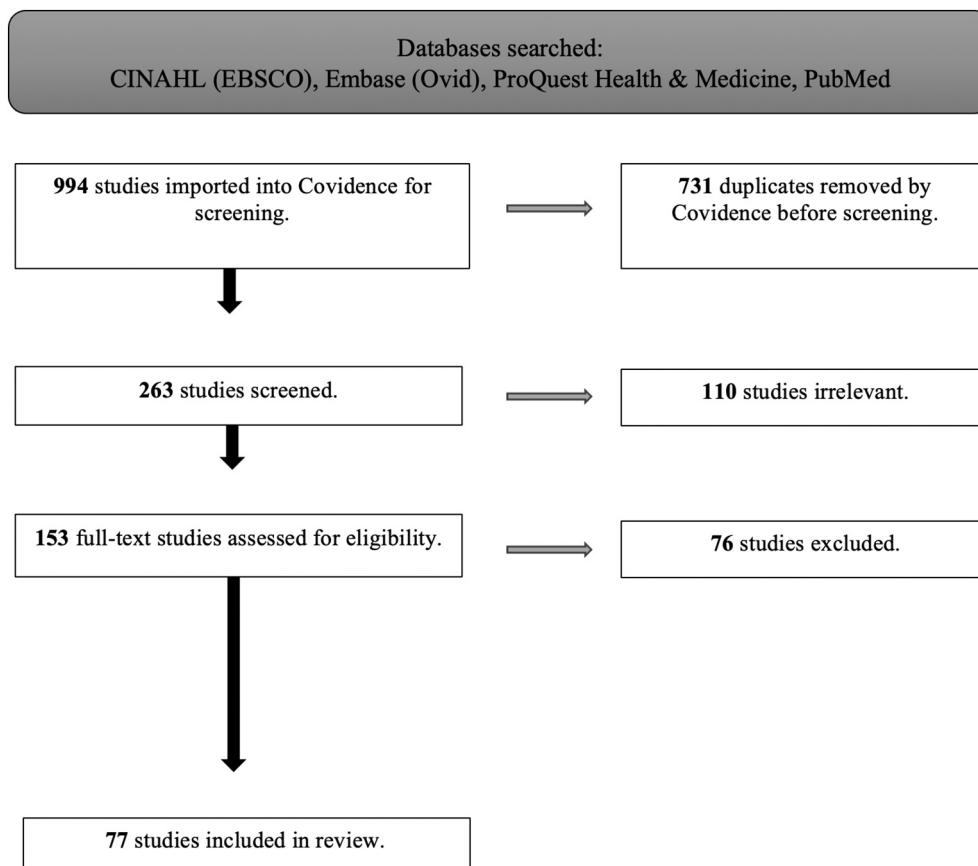 Databases searched:
CINAHL (EBSCO), Embase (Ovid), ProQuest Health & Medicine, PubMed
994 studies imported into Covidence for
screening.
731 duplicates removed by
Covidence before screening.
263 studies screened.
110 studies irrelevant.
153 full-text studies assessed for eligibility.
76 studies excluded.
77 studies included in review.